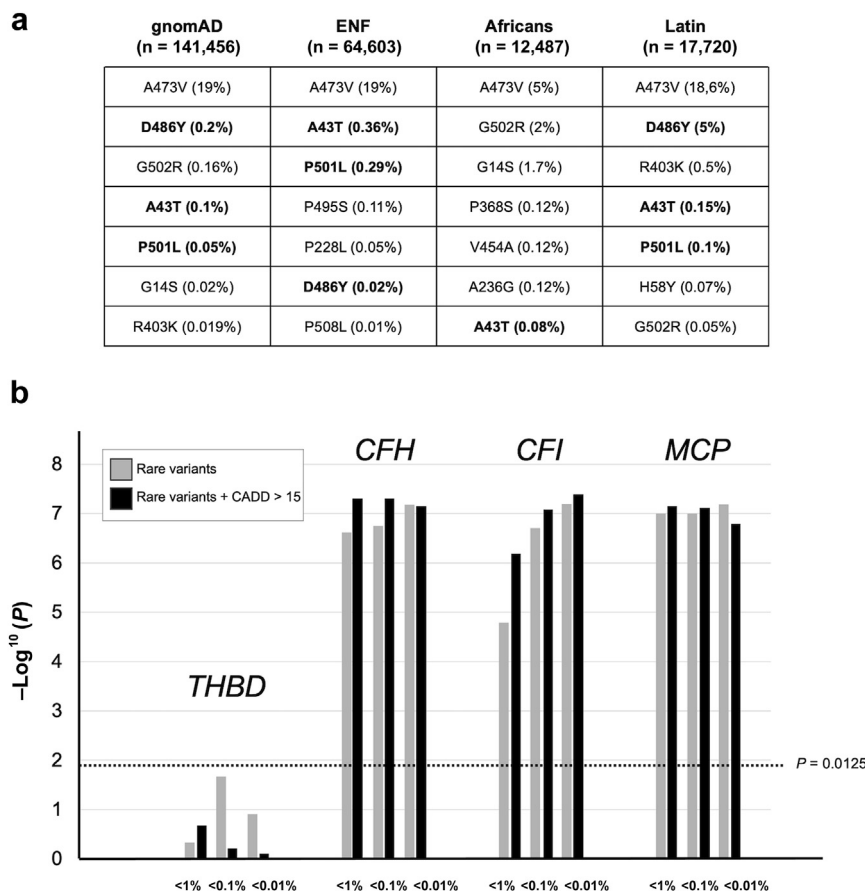 a
gnomAD ENF Africans Latin
(n = 141,456) (n = 64,603) (n = 12,487) (n = 17,720)
A473V (19%) A473V (19%) A473V (5%) A473V (18,6%)
D486Y (0.2%) A43T (0.36%) G502R (2%) D486Y (5%)
G502R (0.16%) P501L (0.29%) G14S (1.7%) R403K (0.5%)
A43T (0.1%) P495S (0.11%) P368S (0.12%) A43T (0.15%)
P501L (0.05%) P228L (0.05%) V454A (0.12%) P501L (0.1%)
G14S (0.02%) D486Y (0.02%) A236G (0.12%) H58Y (0.07%)
R403K (0.019%) P508L (0.01%) A43T (0.08%) G502R (0.05%)
b
Rare variants
Rare variants + CADD > 15
CFH CFI MCP
THBD
8
7
6
5
4
3
2
1
0
–Log10 (P)
P = 0.0125
<1% <0.1% <0.01% <1% <0.1% <0.01% <1% <0.1% <0.01% <1% <0.1% <0.01%